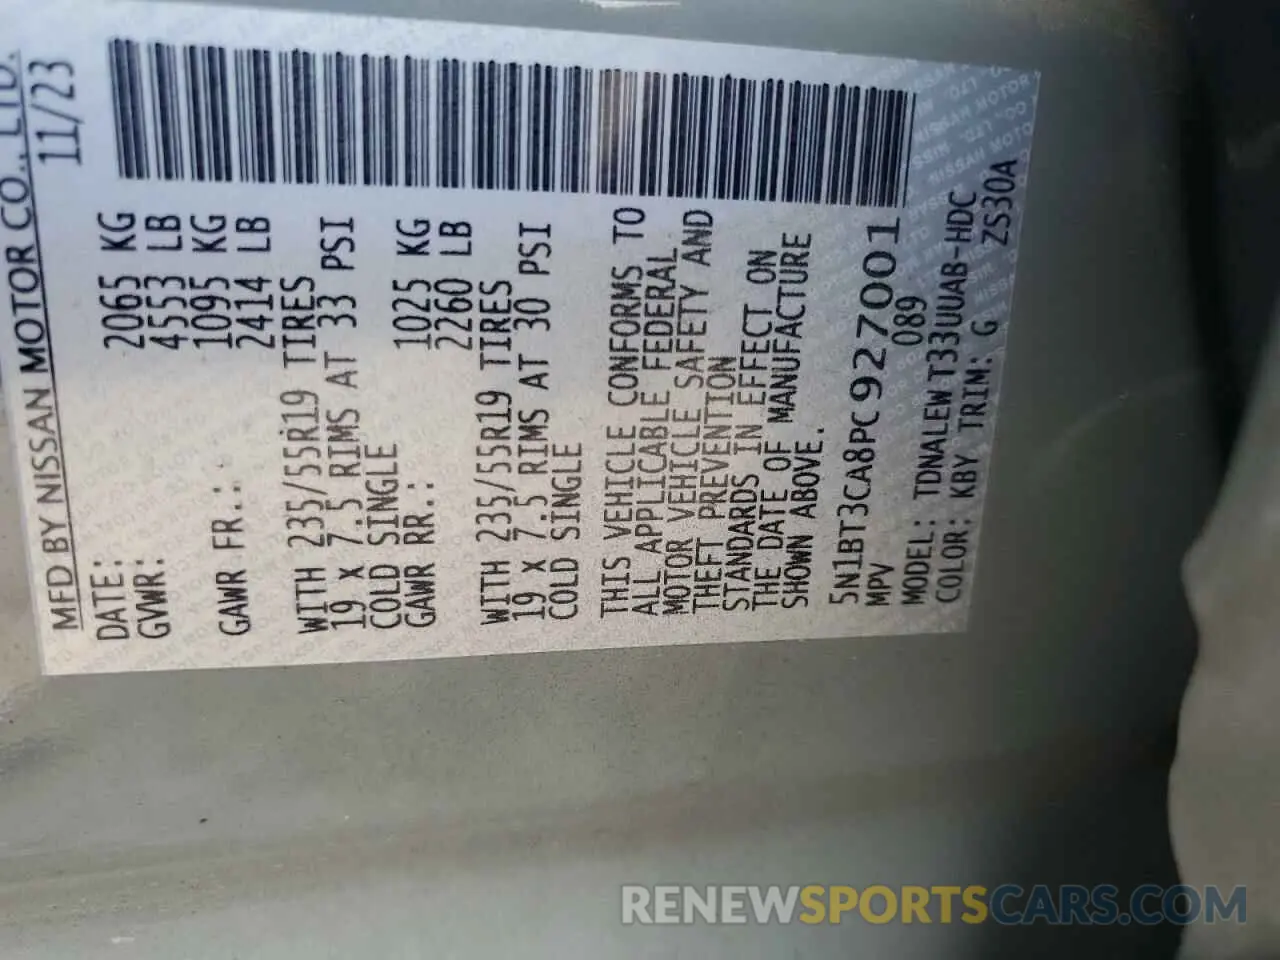 MFD BY NISSAN MOTOR CO., LTD.
DATE: 11/23
GVWR: 2065 KG
4553 LB
GAWR FR.: 1095 KG
2414 LB
WITH 235/55R19 TIRES
19 x 7.5 RIMS AT 33 PSI
COLD SINGLE
GAWR RR.: 1025 KG
2260 LB
WITH 235/55R19 TIRES
19 x 7.5 RIMS AT 30 PSI
COLD SINGLE
THIS VEHICLE CONFORMS TO
ALL APPLICABLE FEDERAL
MOTOR VEHICLE SAFETY AND
THEFT PREVENTION
STANDARDS IN EFFECT ON
THE DATE OF MANUFACTURE
SHOWN ABOVE.
5N1BT3CA8PC927001
MPV 089
MODEL: TDNALEWT33UUAB-HDC
COLOR: KBY TRIM: G ZS30A
RENEWSPORTSCARS.COM